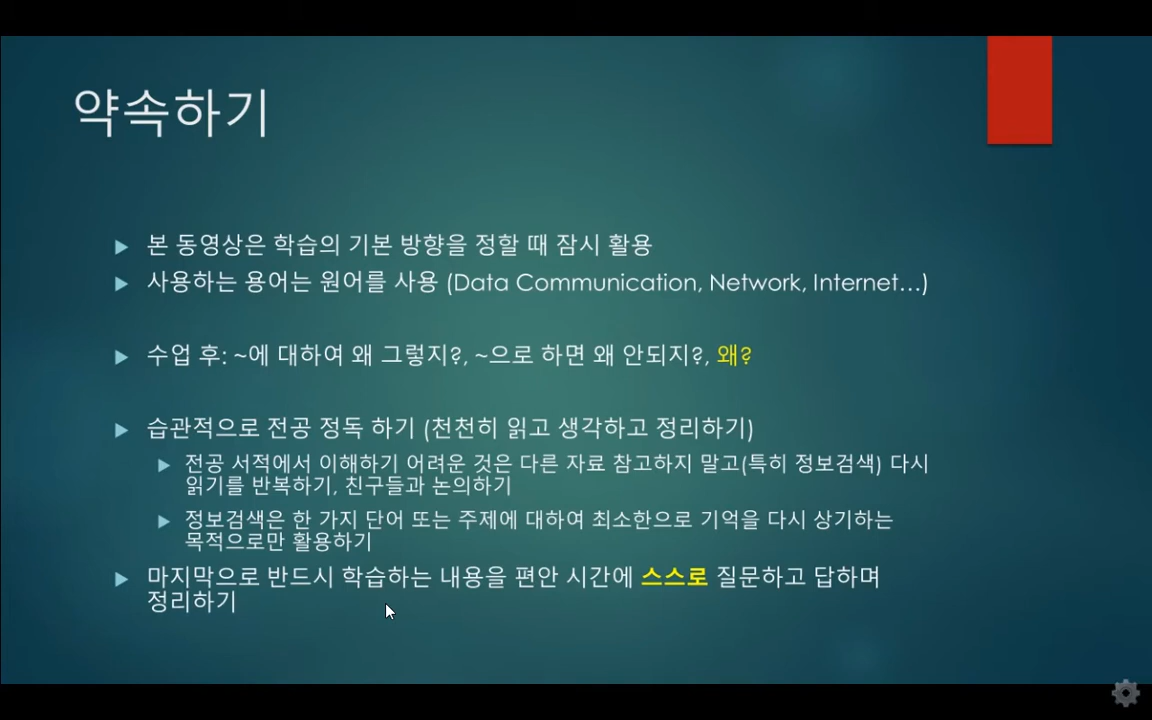 약속하기
본 동영상은 학습의 기본 방향을 정할 때 잠시 활용
사용하는 용어는 원어를 사용 (Data Communication, Network, Internet…)
수업 후: ~에 대하여 왜 그렇지?, ~으로 하면 왜 안되지?, 왜?
습관적으로 전공 정독 하기 (천천히 읽고 생각하고 정리하기)
전공 서적에서 이해하기 어려운 것은 다른 자료 참고하지 말고(특히 정보검색) 다시
읽기를 반복하기, 친구들과 논의하기
정보검색은 한 가지 단어 또는 주제에 대하여 최소한으로 기억을 다시 상기하는
목적으로만 활용하기
마지막으로 반드시 학습하는 내용을 편안 시간에 스스로 질문하고 답하며
정리하기